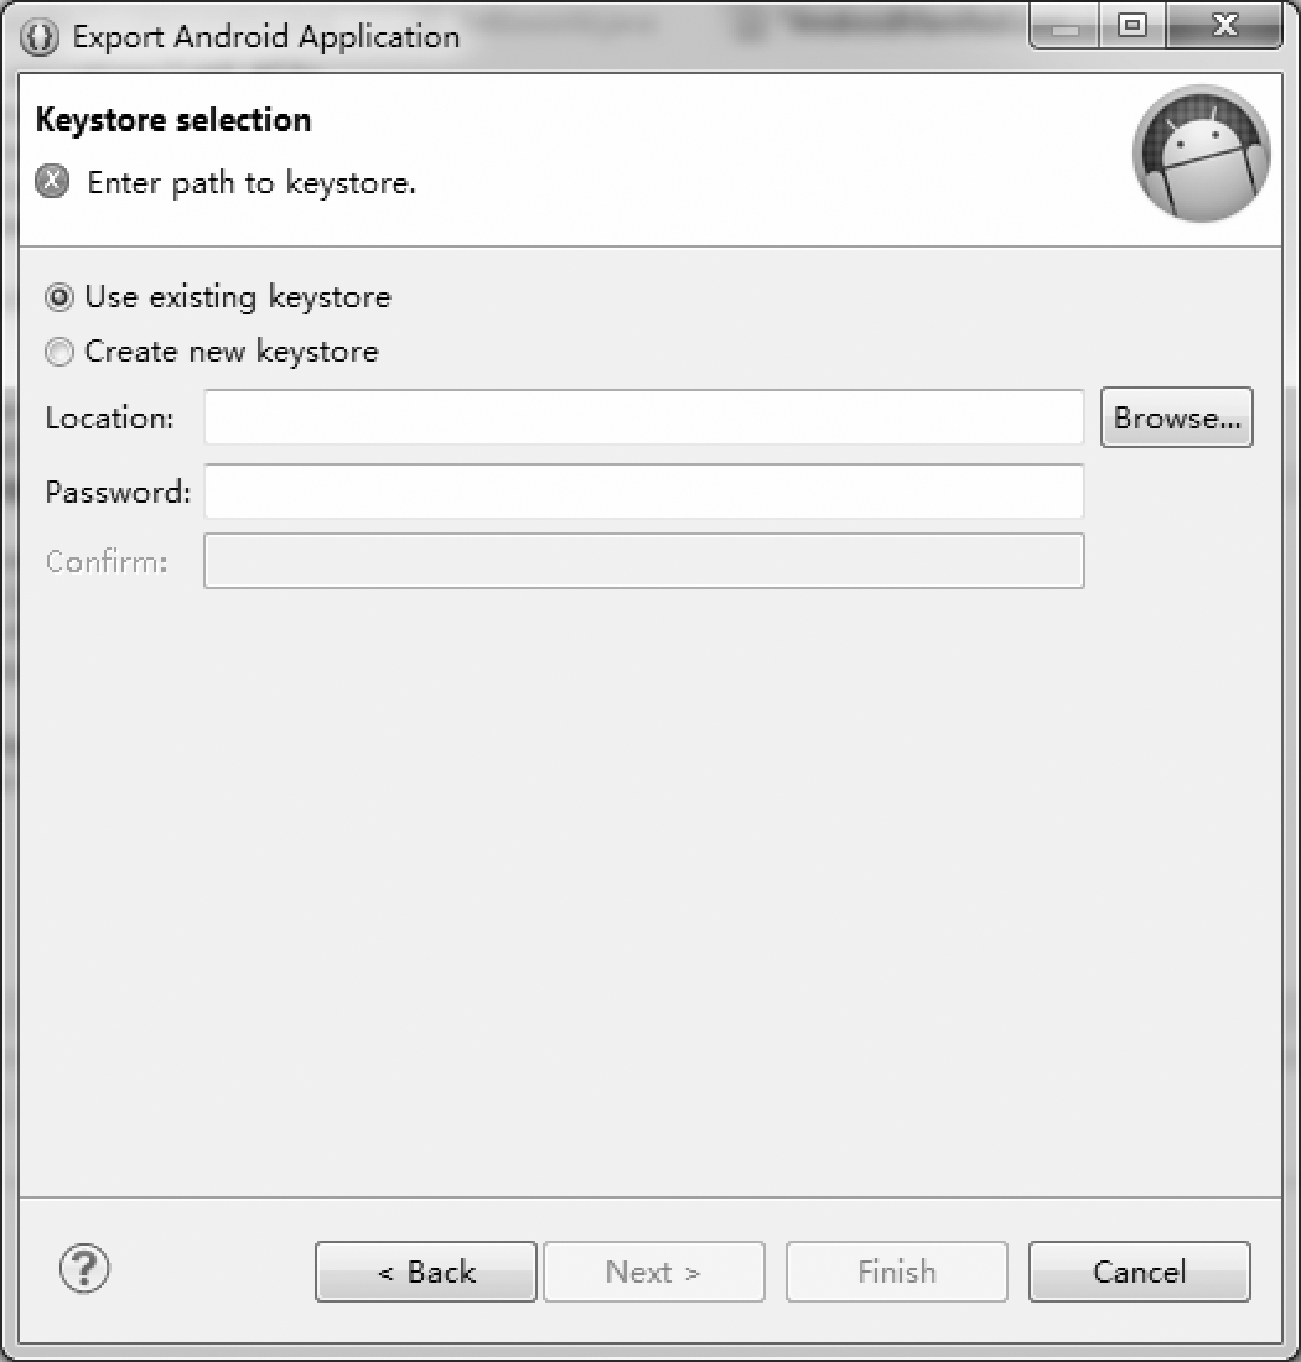 Export Android Application
Keystore selection
Enter path to keystore.
Use existing keystore
Create new keystore
Location:
Browse...
Password:
Confirm:
< Back
Next >
Finish
Cancel